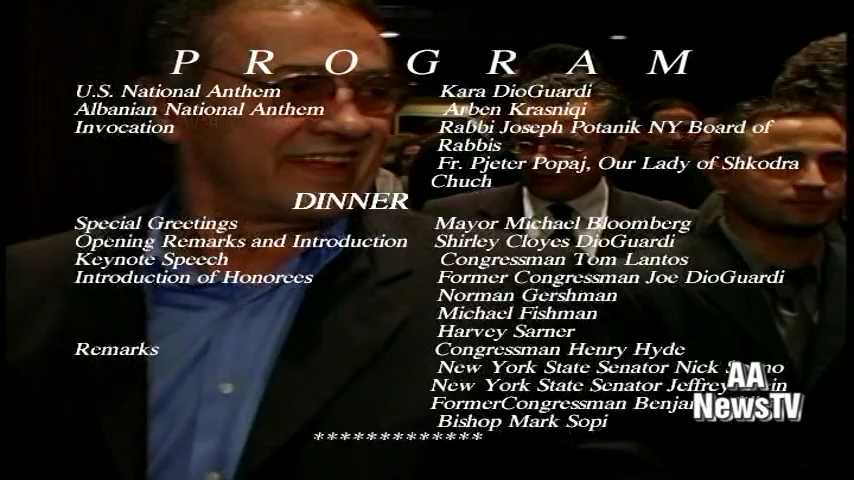 P R O G R A M
U.S. National Anthem Kara DioGuardi
Albanian National Anthem Arben Krasniqi
Invocation Rabbi Joseph Potanik NY Board of
Rabbis
Fr. Pjeter Popaj, Our Lady of Shkodra
Chuch
DINNER
Special Greetings Mayor Michael Bloomberg
Opening Remarks and Introduction Shirley Cloyes DioGuardi
Keynote Speech Congressman Tom Lantos
Introduction of Honorees Former Congressman Joe DioGuardi
Norman Gershman
Michael Fishman
Harvey Sarner
Remarks Congressman Henry Hyde
New York State Senator Nick
New York State Senator Jeffrey
FormerCongressman
Bishop Mark Sopi
*************
AA
NewsTV